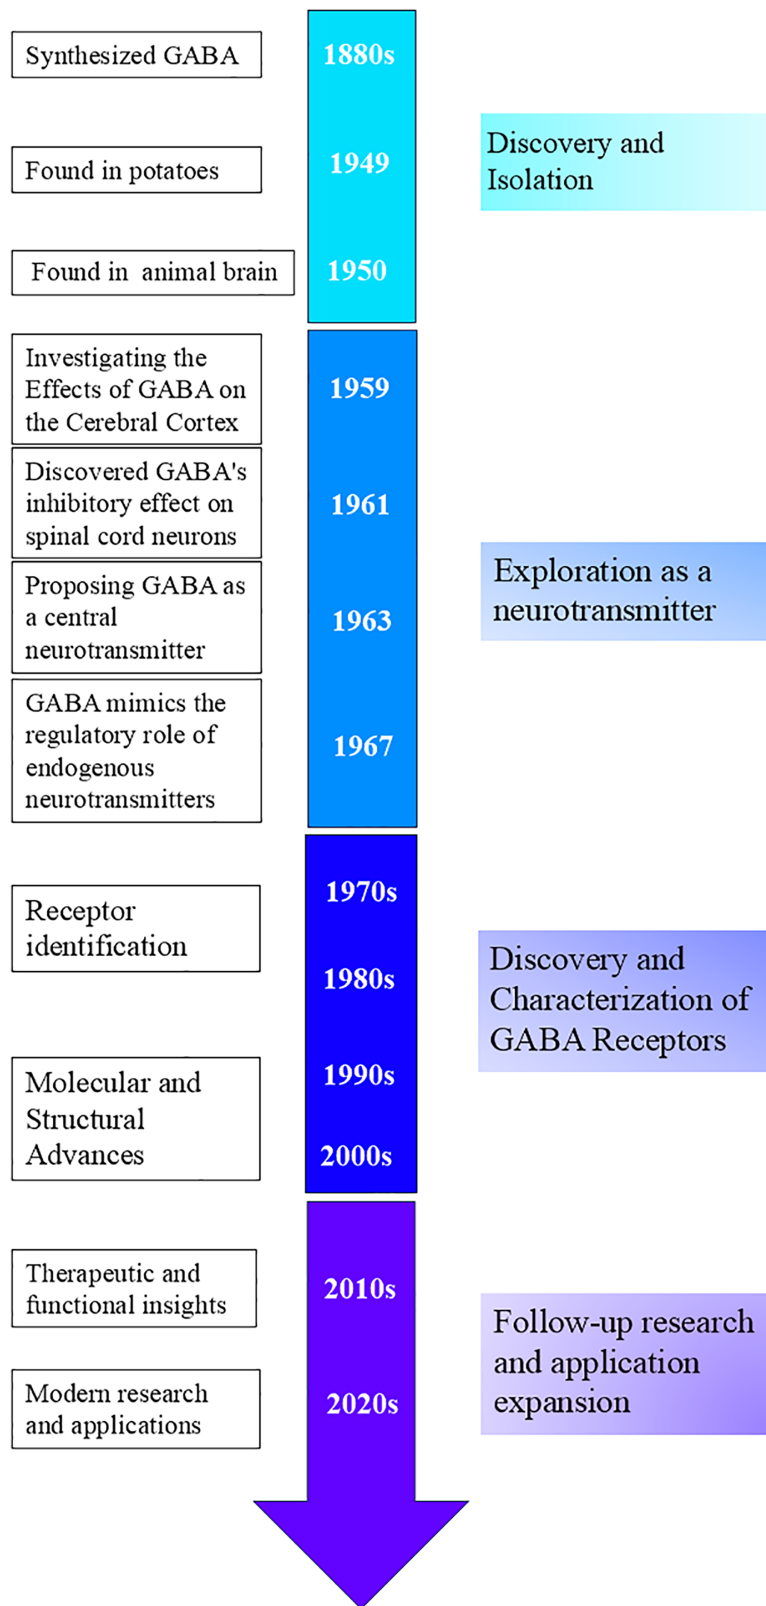 Synthesized GABA
1880s
Found in potatoes
1949
Discovery and
Isolation
Found in animal brain
1950
Investigating the
Effects of GABA on
the Cerebral Cortex
1959
Discovered GABA's
inhibitory effect on
spinal cord neurons
1961
Proposing GABA as
a central
neurotransmitter
1963
Exploration as a
neurotransmitter
GABA mimics the
regulatory role of
endogenous
neurotransmitters
1967
Receptor
identification
1970s
1980s
Discovery and
Characterization of
GABA Receptors
Molecular and
Structural
Advances
1990s
2000s
Therapeutic and
functional insights
2010s
Follow-up research
and application
expansion
Modern research
and applications
2020s